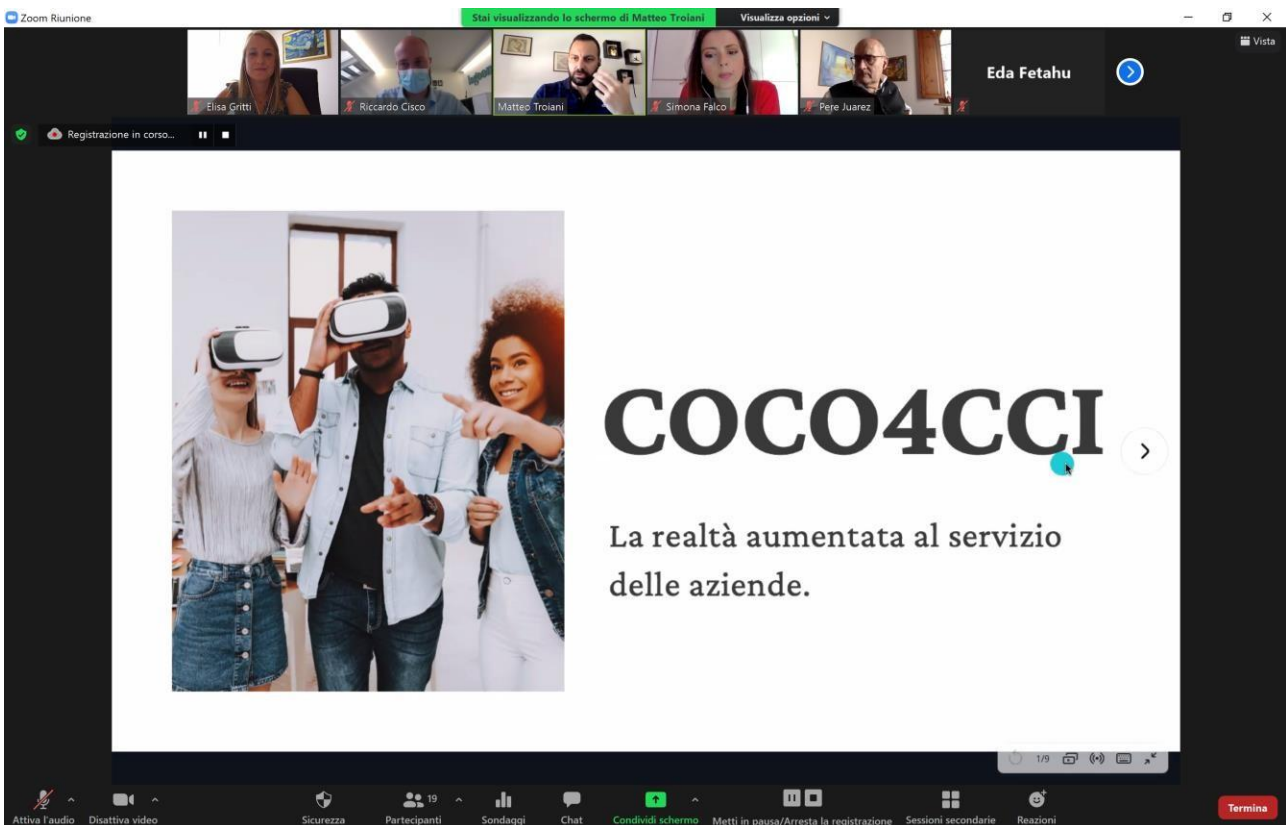 Zoom Riunione
Stai visualizzando lo schermo di Matteo Troiani
Visualizza opzioni
Vista
Elisa Gritti
Riccardo Cisco
Matteo Troiani
Simona Falco
Pere Juarez
Eda Fetahu
Registrazione in corso...
COCO4CCI
La realtà aumentata al servizio
delle aziende.
1/9
19
Attiva l'audio
Disattiva video
Sicurezza
Partecipanti
Sondaggi
Chat
Condividi schermo
Metti in pausa/Arresta la registrazione
Sessioni secondarie
Reazioni
Termina